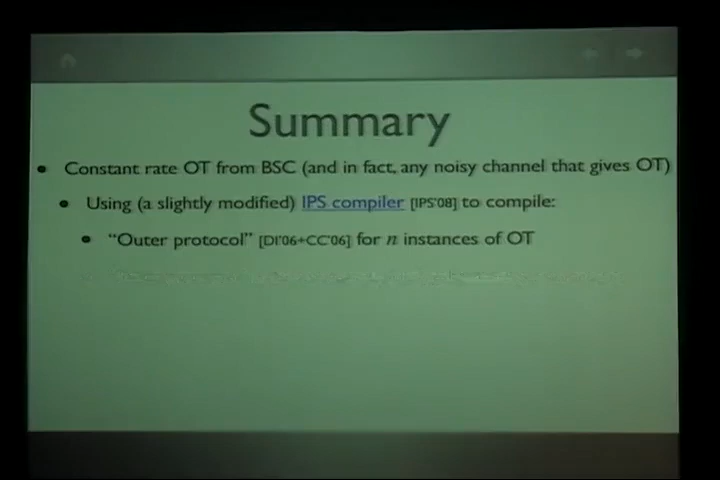 Summary
• Constant rate OT from BSC (and in fact, any noisy channel that gives OT)
• Using (a slightly modified) IPS compiler [IPS'08] to compile:
• "Outer protocol" [DI'06+CC'06] for n instances of OT